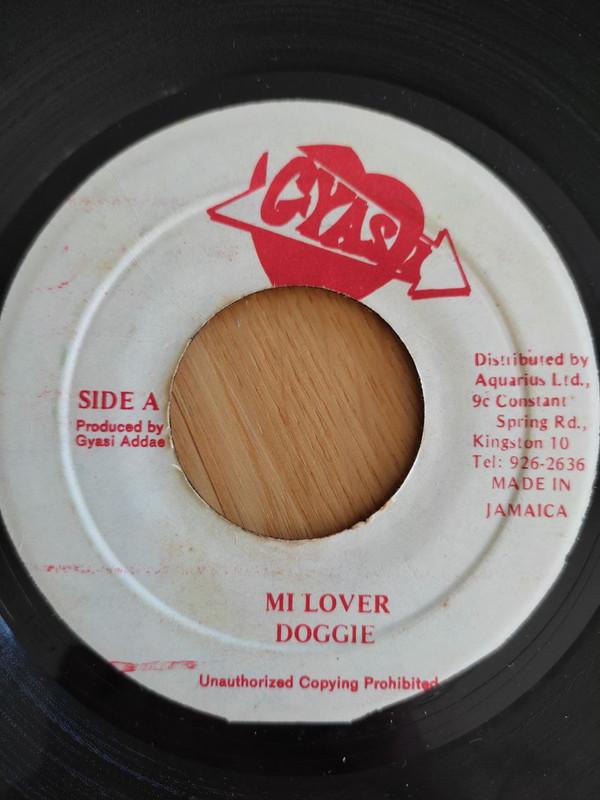 GYASI
SIDE A
Produced by
Gyasi Addae
Distributed by
Aquarius Ltd.,
9c Constant
Spring Rd.,
Kingston 10
Tel: 926-2636
MADE IN
JAMAICA
MI LOVER
DOGGIE
Unauthorized Copying Prohibited